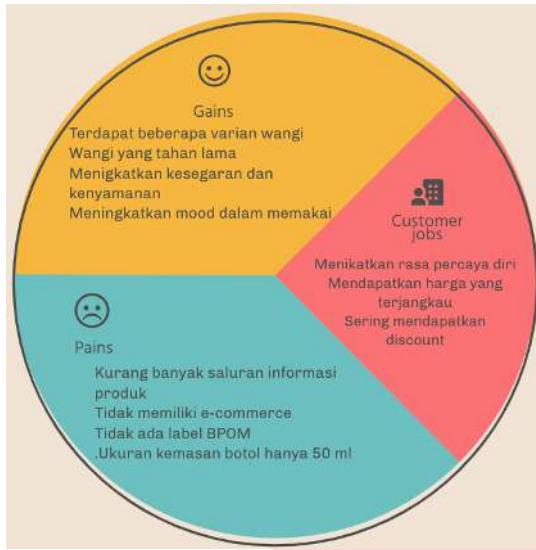 Gains
Terdapat beberapa varian wangi
Wangi yang tahan lama
Menigkatkan kesegaran dan
kenyamanan
Meningkatkan mood dalam memakai
Customer
jobs
Menikatkan rasa percaya diri
Mendapatkan harga yang
terjangkau
Sering mendapatkan
discount
Pains
Kurang banyak saluran informasi
produk
Tidak memiliki e-commerce
Tidak ada label BPOM
.Ukuran kemasan botol hanya 50 ml